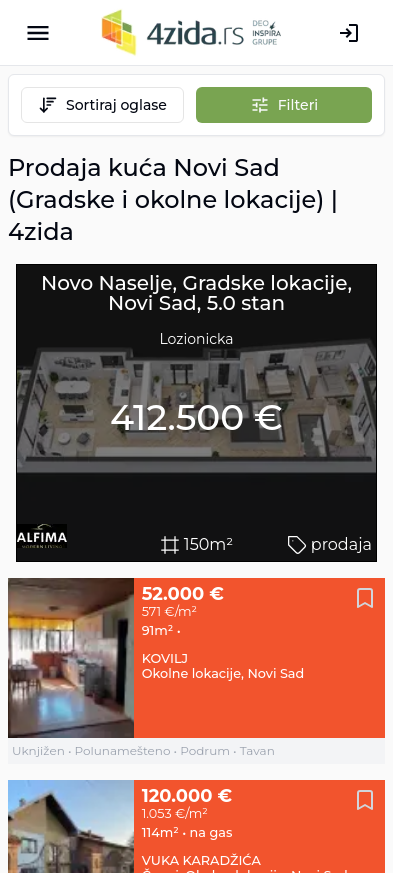 4zida.rs DEO INSPIRA GRUPE
Sortiraj oglase
Filteri
Prodaja kuća Novi Sad
(Gradske i okolne lokacije) |
4zida
Novo Naselje, Gradske lokacije,
Novi Sad, 5.0 stan
Lozionicka
412.500 €
ALFIMA
150m²
prodaja
52.000 €
571 €/m²
91m² •
KOVILJ
Okolne lokacije, Novi Sad
Uknjižen • Polunamešteno • Podrum • Tavan
120.000 €
1.053 €/m²
114m² • na gas
VUKA KARADŽIĆA